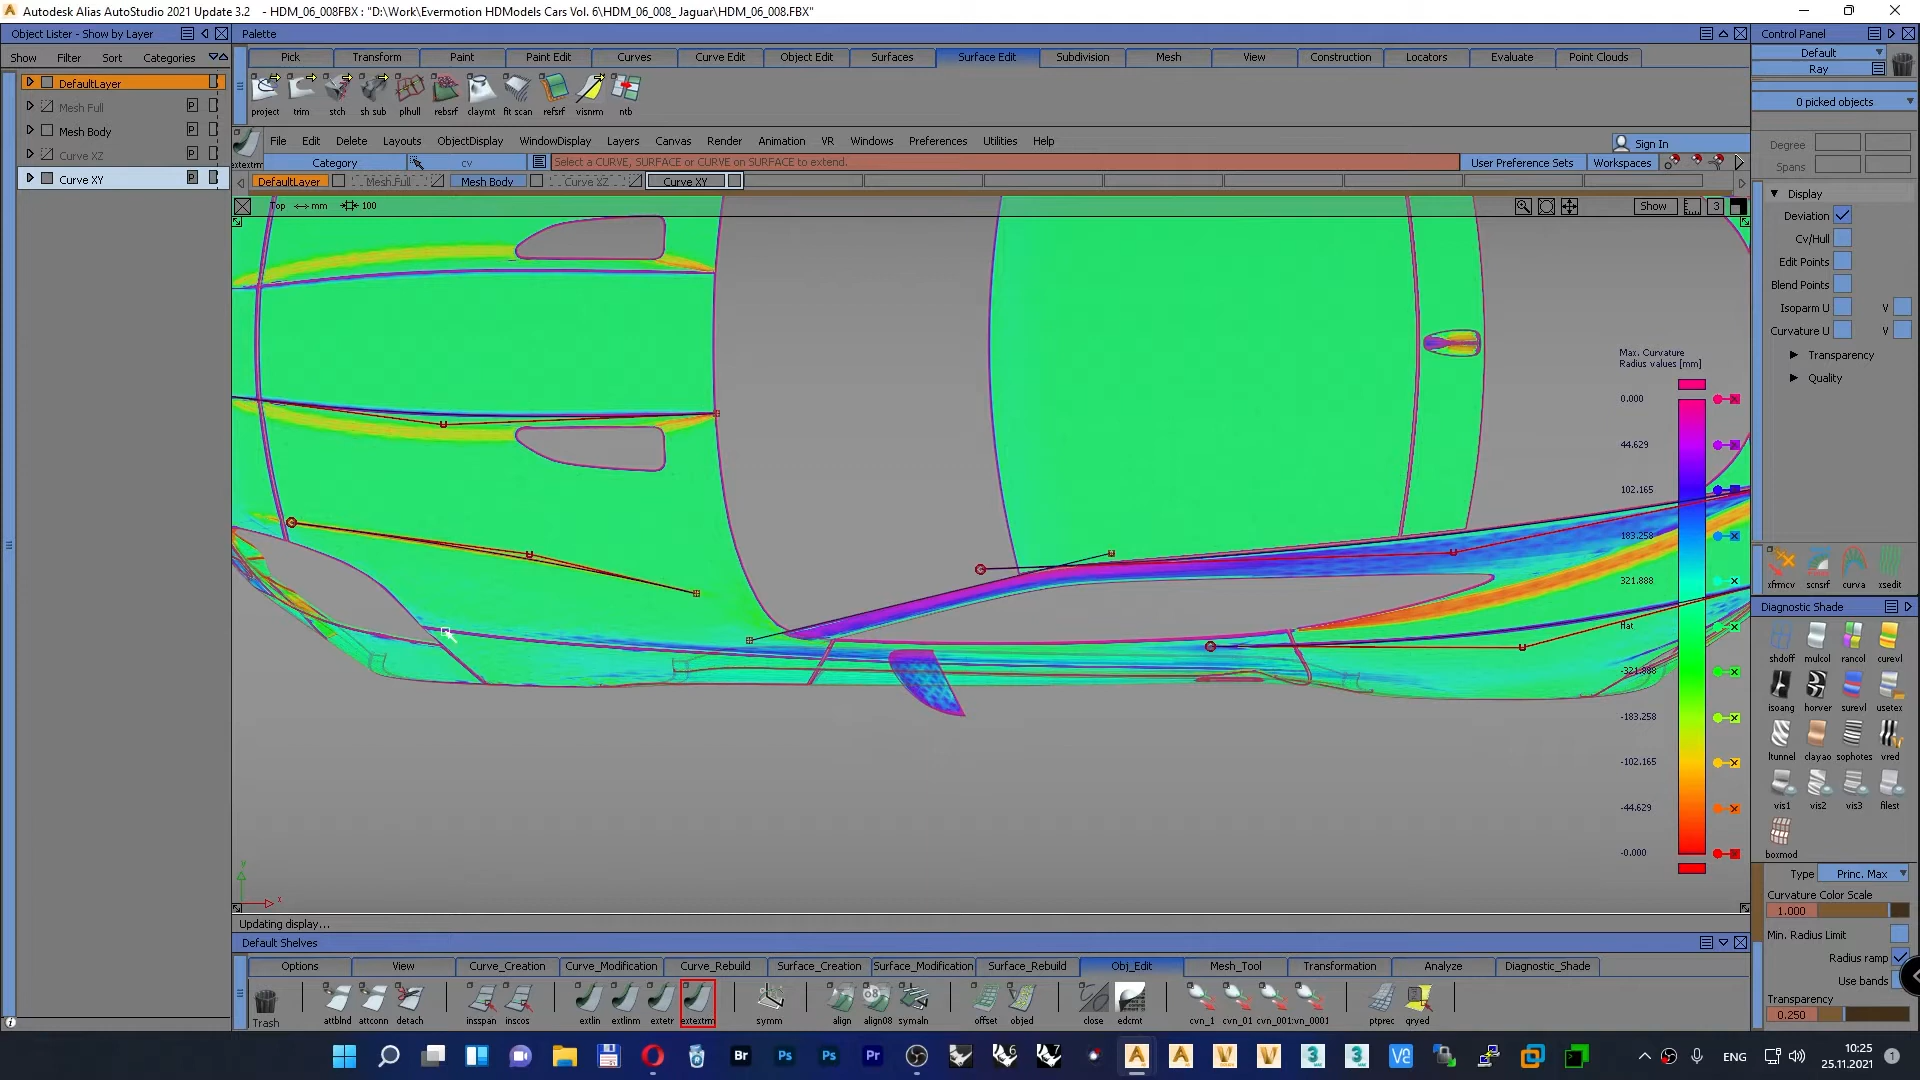 Autodesk Alias AutoStudio 2021 Update 3.2 - HDM_06_008FBX : "D:\Work\Evermotion HDModels Cars Vol. 6\HDM_06_008_ Jaguar\HDM_06_008.FBX"
Object Lister - Show by Layer
Palette
Control Panel
Show Filter Sort Categories
Pick Transform Paint Paint Edit Curves Curve Edit Object Edit Surfaces Surface Edit Subdivision Mesh View Construction Locators Evaluate Point Clouds
Default
Ray
DefaultLayer
Mesh Full P
Mesh Body P
Curve XZ P
Curve XY P
project trim stch sh sub plhull rebsrf claymt fit scan refsrf visnrm ntb
0 picked objects
File Edit Delete Layouts ObjectDisplay WindowDisplay Layers Canvas Render Animation VR Windows Preferences Utilities Help
Sign In
Degree
Spans
extextrm
Category
cv
Select a CURVE, SURFACE or CURVE on SURFACE to extend.
User Preference Sets
Workspaces
DefaultLayer Mesh Full Mesh Body Curve XZ Curve XY
Display
Top mm 100
Show 3
Deviation
Cv/Hull
Edit Points
Blend Points
Isoparm U V
Curvature U V
Transparency
Quality
Max. Curvature
Radius values [mm]
0.000
44.629
102.165
183.258
321.888
flat
-321.888
-183.258
-102.165
-44.629
-0.000
xfrmcv scnsrf curva xsedit
Diagnostic Shade
shdoff mulcol rancol curevl
isoang horver surevl usetex
ltunnel clayao sophotes vred
vis1 vis2 vis3 filest
boxmod
Type Princ. Max
Curvature Color Scale
1.000
Min. Radius Limit
Radius ramp
Use bands
Transparency
0.250
y
x
Updating display...
Default Shelves
Options View Curve_Creation Curve_Modification Curve_Rebuild Surface_Creation Surface_Modification Surface_Rebuild Obj_Edit Mesh_Tool Transformation Analyze Diagnostic_Shade
Trash attblnd attconn detach insspan inscos extlin extlinm extetr extextrm symm align align08 symaln offset objed close edcmt cvn_1 cvn_01 cvn_001 vn_0001 ptprec qryed
Br Ps Ps Pr 6 7 A A V V 3 3
ENG
10:25
25.11.2021
1